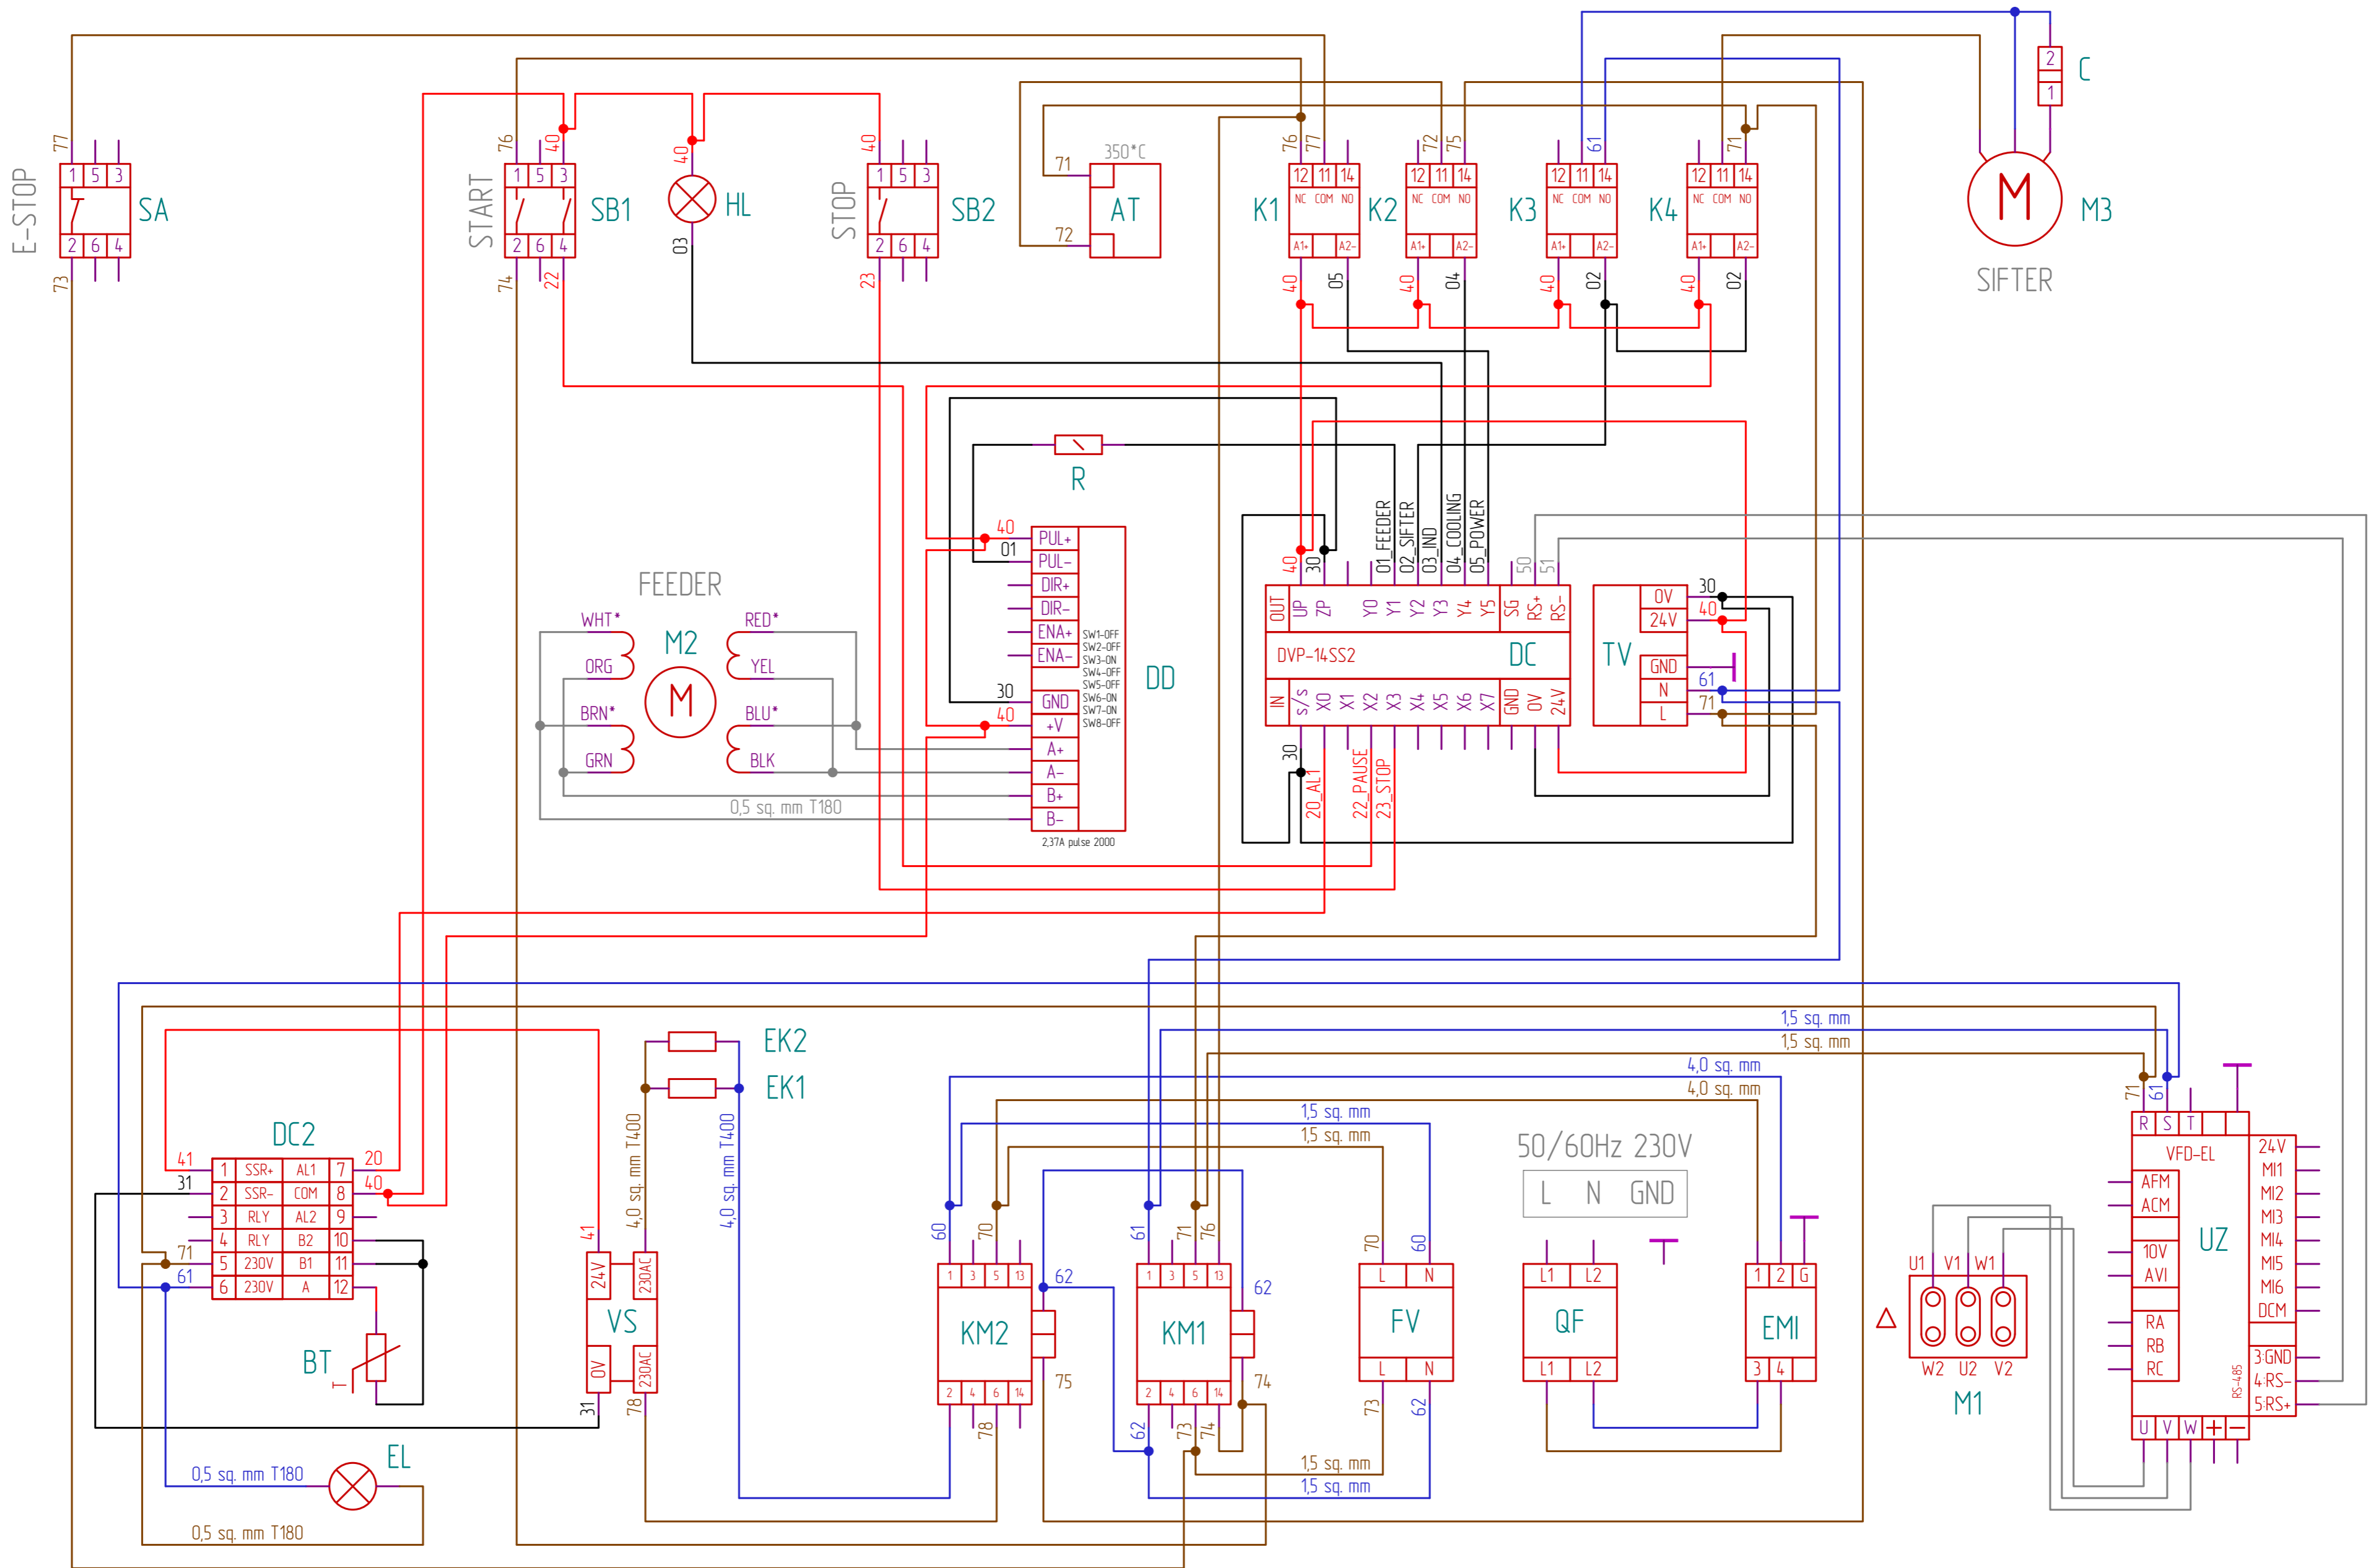 E-STOP
77
1 5 3
SA
2 6 4
73
START
76
40
1 5 3
SB1
2 6 4
74
22
40
HL
03
STOP
40
1 5 3
SB2
2 6 4
23
350*C
71
AT
72
76 77
12 11 14
NC COM NO
K1
A1+ A2-
40
05
72 75
12 11 14
NC COM NO
K2
A1+ A2-
40
04
61
12 11 14
NC COM NO
K3
A1+ A2-
40
02
71
12 11 14
NC COM NO
K4
A1+ A2-
40
02
2
C
1
M
M3
SIFTER
R
FEEDER
WHT*
ORG
BRN*
GRN
M2
M
RED*
YEL
BLU*
BLK
0,5 sq. mm T180
40
PUL+
01
PUL-
DIR+
DIR-
ENA+
ENA-
30
GND
40
+V
A+
A-
B+
B-
SW1-OFF
SW2-OFF
SW3-ON
SW4-OFF
SW5-OFF
SW6-ON
SW7-ON
SW8-OFF
DD
2,37A pulse 2000
40
30
01_FEEDER
02_SIFTER
03_IND
04_COOLING
05_POWER
50
51
OUT UP ZP Y0 Y1 Y2 Y3 Y4 Y5 SG RS+ RS-
DVP-14SS2
DC
IN s/s X0 X1 X2 X3 X4 X5 X6 X7 GND 0V 24V
30
20_AL1
22_PAUSE
23_STOP
TV
0V
30
24V
40
GND
N
61
L
71
EK2
EK1
4,0 sq. mm T400
4,0 sq. mm T400
DC2
41
1 SSR+ AL1 7
20
31
2 SSR- COM 8
40
3 RLY AL2 9
4 RLY B2 10
71
5 230V B1 11
61
6 230V A 12
BT
T
EL
0,5 sq. mm T180
0,5 sq. mm T180
41
24V 230AC
VS
0V 230AC
31
78
1,5 sq. mm
1,5 sq. mm
4,0 sq. mm
4,0 sq. mm
1,5 sq. mm
1,5 sq. mm
60 70
1 3 5 13
KM2
2 4 6 14
62
75
78
61 71 76
1 3 5 13
KM1
2 4 6 14
62
74
62 73 74
70 60
L N
FV
L N
73 62
1,5 sq. mm
1,5 sq. mm
50/60Hz 230V
L N GND
L1 L2
QF
L1 L2
1 2 G
EMI
3 4
U1 V1 W1
W2 U2 V2
M1
71 61
R S T
VFD-EL
UZ
AFM
ACM
10V
AVI
RA
RB
RC
24V
MI1
MI2
MI3
MI4
MI5
MI6
DCM
RS-485
3:GND
4:RS-
5:RS+
U V W + -